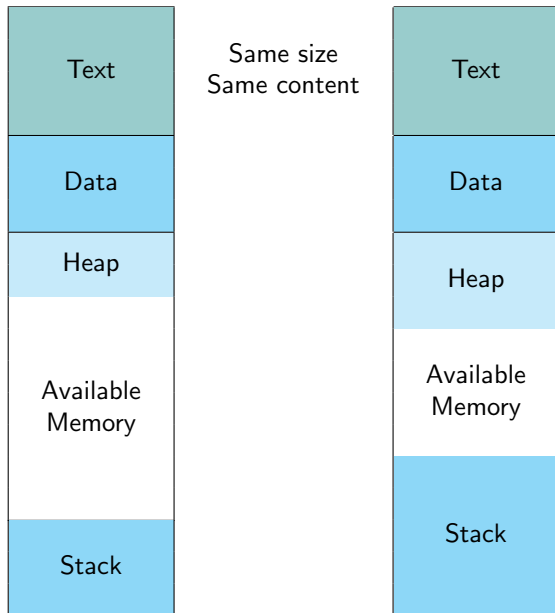 Text
Data
Heap
Available
Memory
Stack
Same size
Same content
Text
Data
Heap
Available
Memory
Stack